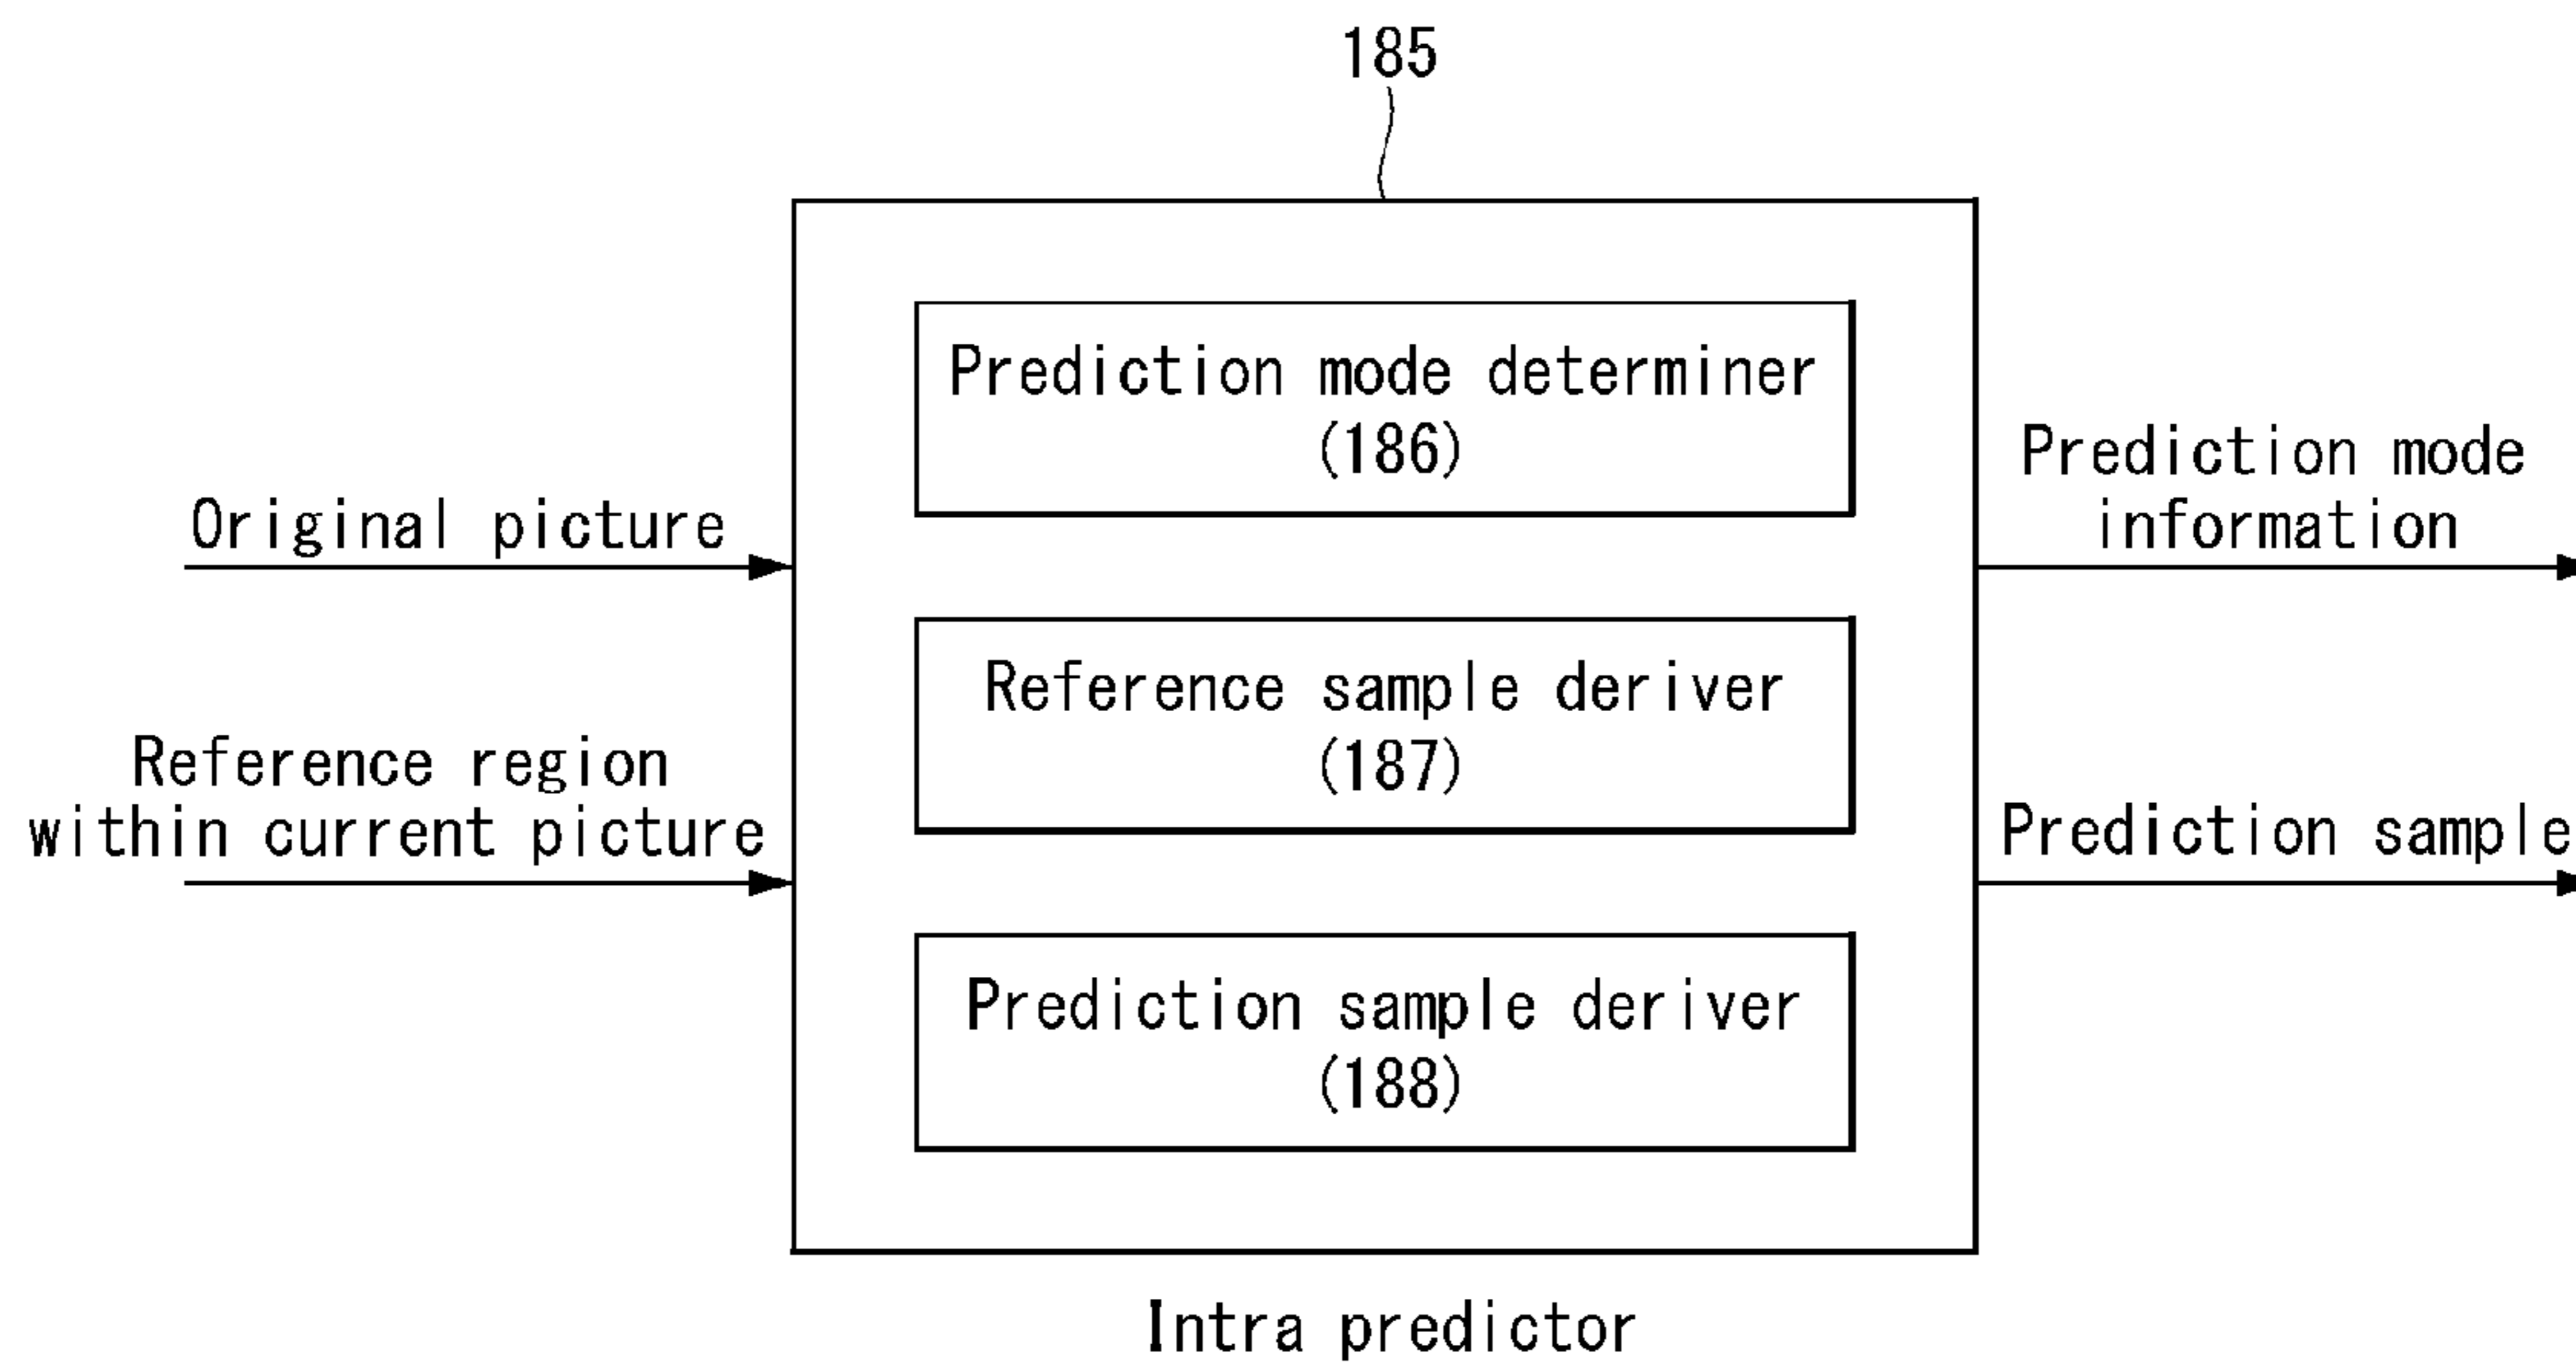 185
Prediction mode determiner
(186)
Original picture
Prediction mode
information
Reference sample deriver
(187)
Reference region
within current picture
Prediction sample
Prediction sample deriver
(188)
Intra predictor